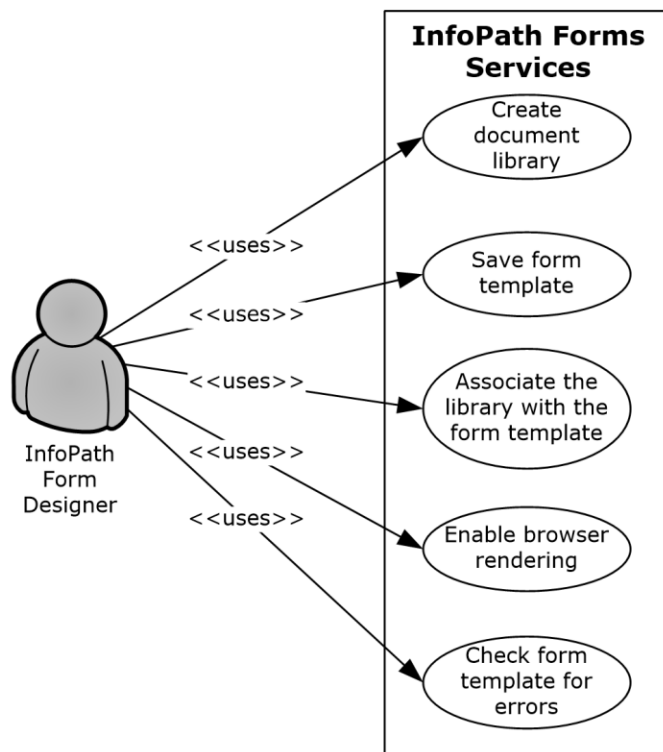 InfoPath Forms
Services
Create
document
library
<<uses>>
Save form
template
<<uses>>
Associate the
library with the
form template
<<uses>>
InfoPath
Form
Designer
<<uses>>
Enable browser
rendering
<<uses>>
Check form
template for
errors